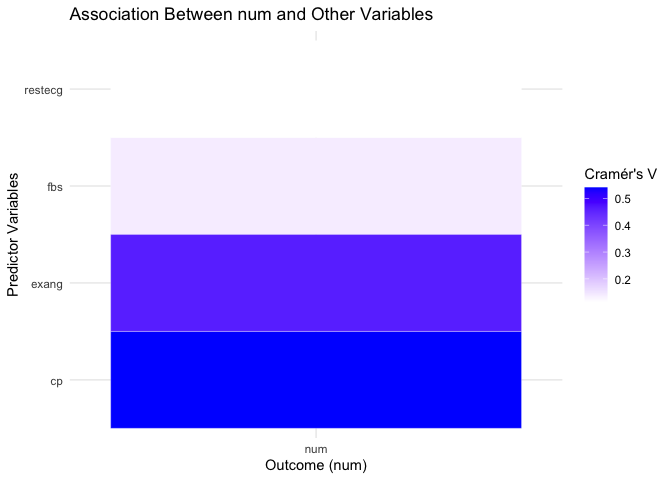 Association Between num and Other Variables
Predictor Variables
restecg
fbs
exang
cp
num
Outcome (num)
Cramér's V
0.5
0.4
0.3
0.2